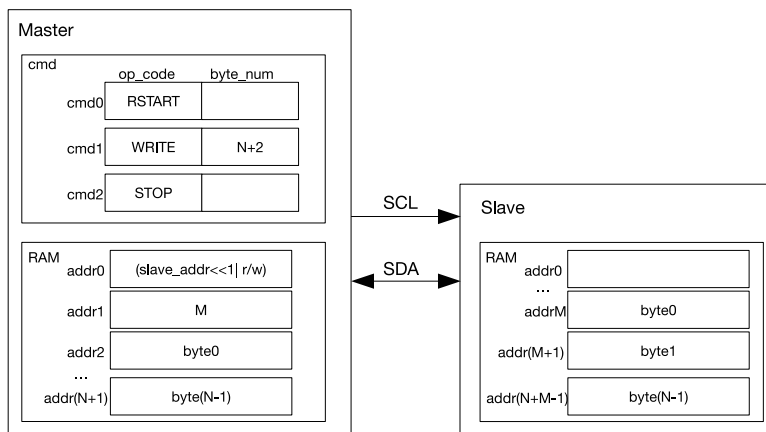 Master
cmd
op_code byte_num
cmd0 RSTART
cmd1 WRITE N+2
cmd2 STOP
RAM
addr0 (slave_addr<<1| r/w)
addr1 M
addr2 byte0
...
addr(N+1) byte(N-1)
SCL
SDA
Slave
RAM
addr0
...
addrM byte0
addr(M+1) byte1
addr(N+M-1) byte(N-1)